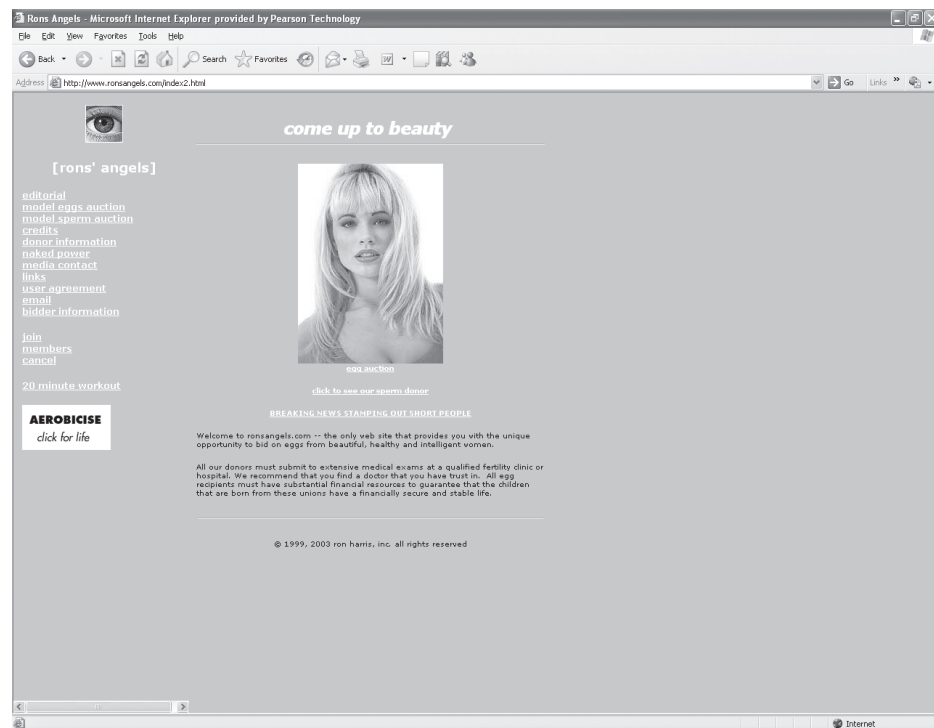 Rons Angels - Microsoft Internet Explorer provided by Pearson Technology
File Edit View Favorites Tools Help
Back Search Favorites
Address http://www.ronsangels.com/index2.html Go Links »
come up to beauty
[rons' angels]
editorial
model eggs auction
model sperm auction
credits
donor information
naked power
media contact
links
user agreement
email
bidder information
join
members
cancel
20 minute workout
AEROBICISE
click for life
egg auction
click to see our sperm donor
BREAKING NEWS STAMPING OUT SHORT PEOPLE
Welcome to ronsangels.com -- the only web site that provides you with the unique
opportunity to bid on eggs from beautiful, healthy and intelligent women.
All our donors must submit to extensive medical exams at a qualified fertility clinic or
hospital. We recommend that you find a doctor that you have trust in. All egg
recipients must have substantial financial resources to guarantee that the children
that are born from these unions have a financially secure and stable life.
© 1999, 2003 ron harris, inc. all rights reserved
Internet